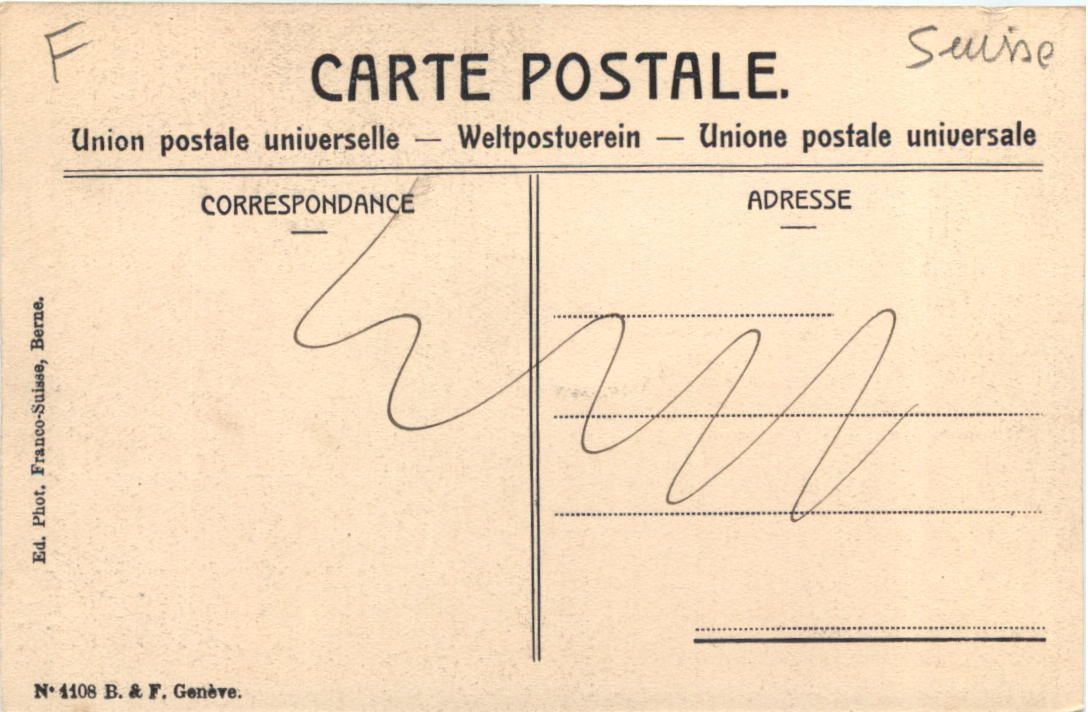 F
Suisse
CARTE POSTALE.
Union postale universelle — Weltpostverein — Unione postale universale
CORRESPONDANCE
ADRESSE
Ed. Phot. Franco-Suisse, Berne.
N° 1108 B. & F. Genève.